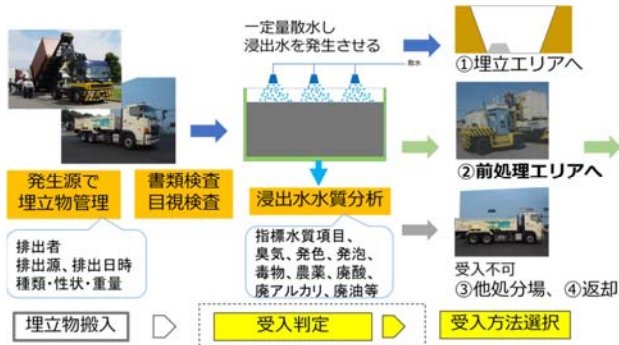 一定量散水し
浸出水を発生させる
散水
①埋立エリアへ
発生源で
埋立物管理
書類検査
目視検査
浸出水水質分析
②前処理エリアへ
排出者
排出源、排出日時
種類・性状・重量
指標水質項目、
臭気、発色、発泡、
毒物、農薬、廃酸、
廃アルカリ、廃油等
受入不可
③他処分場、④返却
埋立物搬入
受入判定
受入方法選択